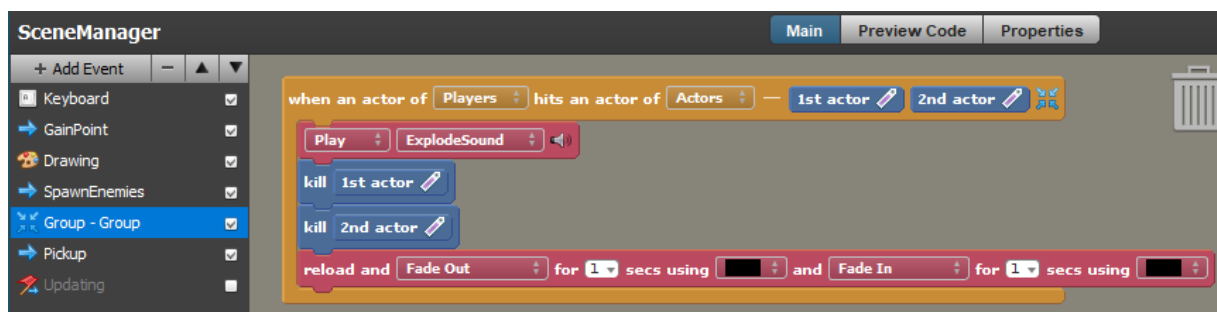 SceneManager
Main Preview Code Properties
+ Add Event
Keyboard
GainPoint
Drawing
SpawnEnemies
Group - Group
Pickup
Updating
when an actor of Players hits an actor of Actors — 1st actor 2nd actor
Play ExplodeSound
kill 1st actor
kill 2nd actor
reload and Fade Out for 1 secs using and Fade In for 1 secs using